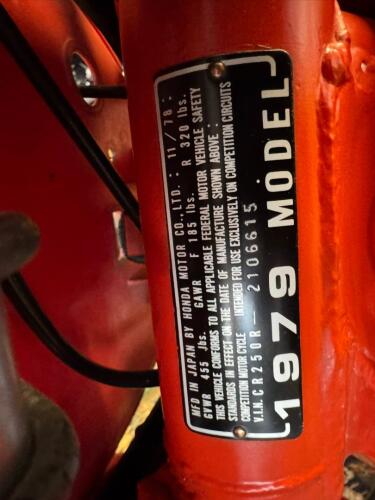 MFD IN JAPAN BY HONDA MOTOR CO.,LTD. : 11/78 :
GVWR 455 lbs. GAWR F 185 lbs. R 320 lbs.
THIS VEHICLE CONFORMS TO ALL APPLICABLE FEDERAL MOTOR VEHICLE SAFETY
STANDARDS IN EFFECT ON THE DATE OF MANUFACTURE SHOWN ABOVE :
COMPETITION MOTOR CYCLE INTENDED FOR USE EXCLUSIVELY ON COMPETITION CIRCUITS
V.I.N. CR250R—2106615
1979 MODEL